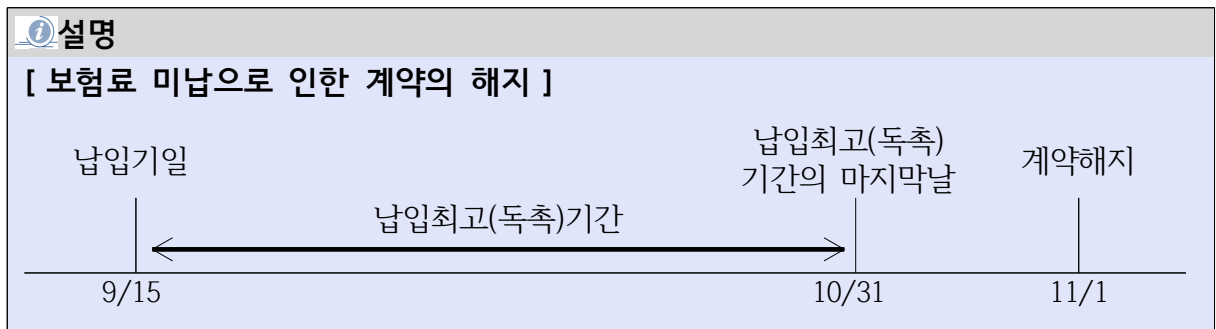 설명
[ 보험료 미납으로 인한 계약의 해지 ]
납입기일
납입최고(독촉)
기간의 마지막날
계약해지
납입최고(독촉)기간
9/15
10/31
11/1